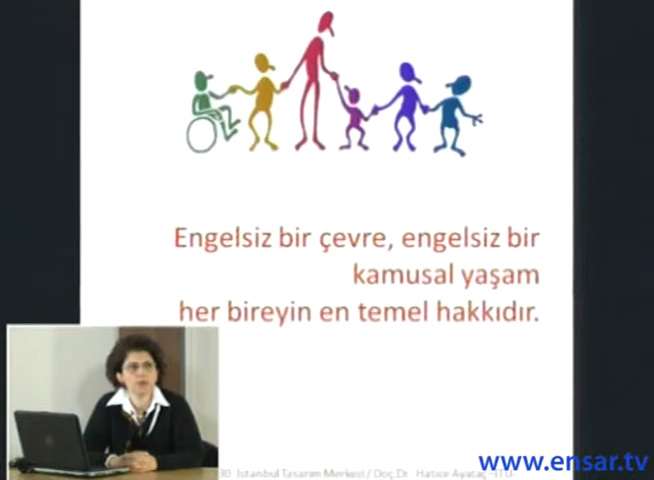 Engelsiz bir çevre, engelsiz bir
kamusal yaşam
her bireyin en temel hakkıdır.
İstanbul Tasarım Merkezi / Doç.Dr. Hatice Ayataç -İTÜ
www.ensar.tv